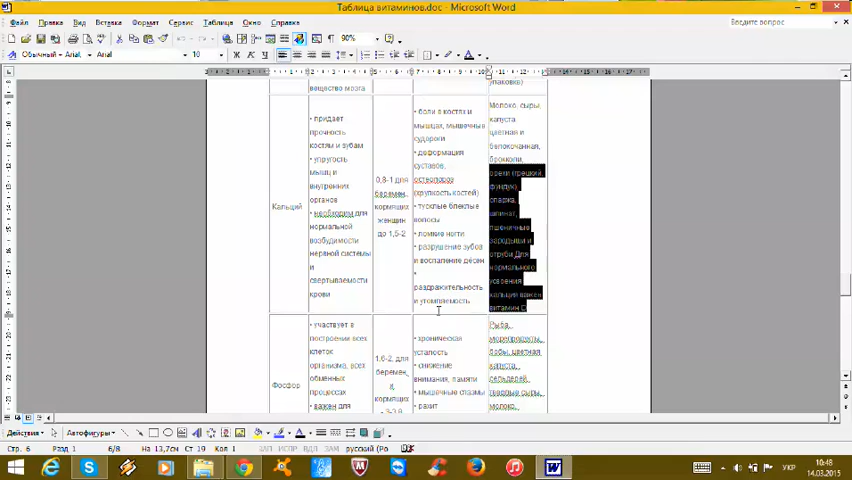 Таблица витаминов.doc - Microsoft Word
Файл Правка Вид Вставка Формат Сервис Таблица Окно Справка
Введите вопрос
90%
Обычный + Arial, Arial 10 Ж К Ч
вещество мозга
упаковка)
Кальций
• придает
прочность
костям и зубам
• упругость
мышц и
внутренних
органов
• необходим для
нормальной
возбудимости
нервной системы
и
свертываемости
крови
0,8-1 для
беремен,
кормящих
женщин
до 1,5-2
• боли в костях и
мышцах, мышечные
судороги
• деформация
суставов,
остеопороз
(хрупкость костей)
• тусклые блеклые
волосы
• ломкие ногти
• разрушение зубов
и воспаление дёсен
•
раздражительность
и утомляемость
Молоко, сыры,
капуста
цветная и
белокочанная,
брокколи,
орехи (грецкий,
фундук),
спаржа,
шпинат,
пшеничные
зародыши и
отруби Для
нормального
усвоения
кальция важен
витамин D
Фосфор
• участвует в
построении всех
клеток
организма, всех
обменных
процессах
• важен для
1,6-2, для
беремен,
и
кормящих
- 3-3,8
• хроническая
усталость
• снижение
внимания, памяти
• мышечные спазмы
• рахит
Рыба,
морепродукты,
бобы, цветная
капуста,
сельдерей,
твердые сыры,
молоко,
Действия Автофигуры
Стр. 6 Разд 1 6/8 На 13,7см Ст 19 Кол 1 ЗАП ИСПР ВДЛ ЗАМ русский (Ро
УКР
10:48
14.03.2015